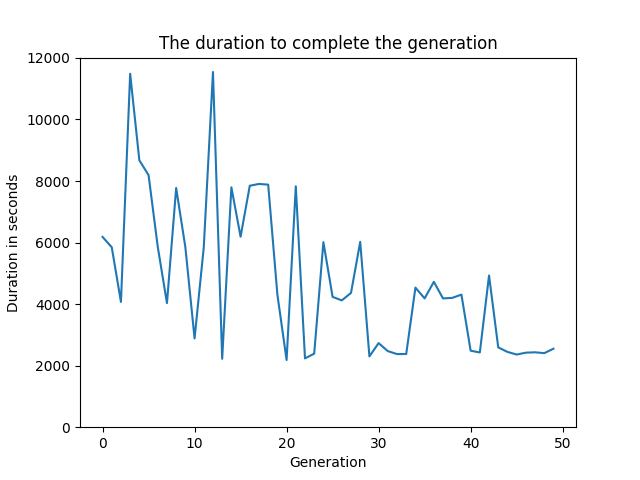 The duration to complete the generation
12000
10000
8000
6000
4000
2000
0
Duration in seconds
0 10 20 30 40 50
Generation